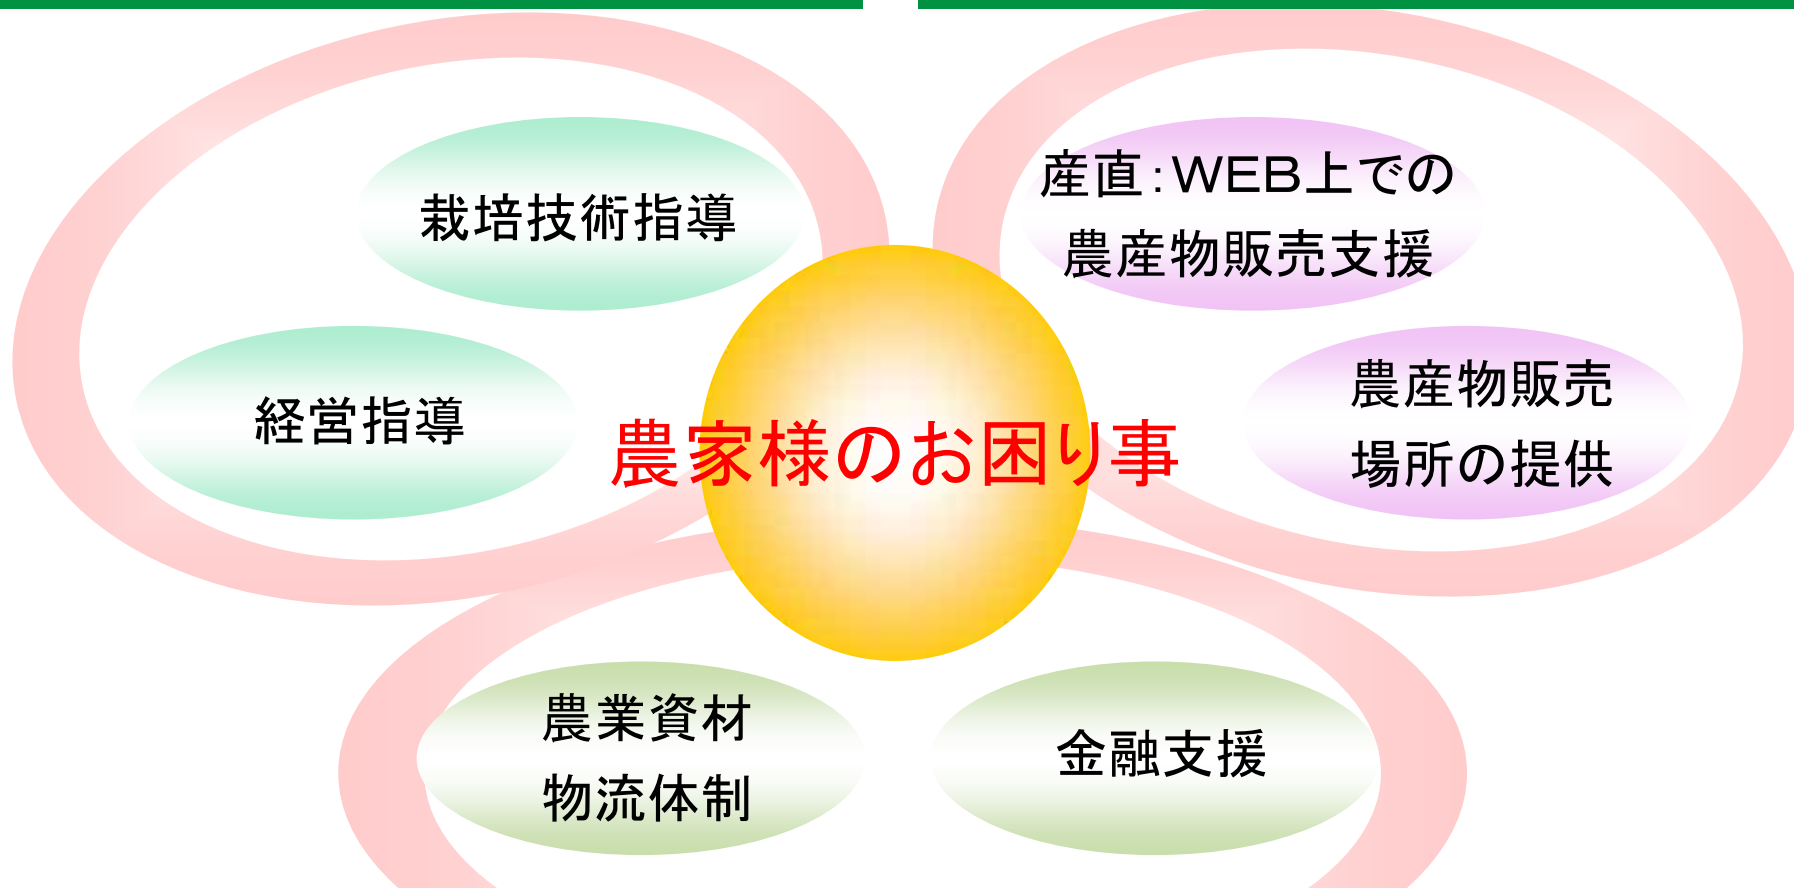 栽培技術指導
経営指導
産直:WEB上での
農産物販売支援
農産物販売
場所の提供
農家様のお困り事
農業資材
物流体制
金融支援